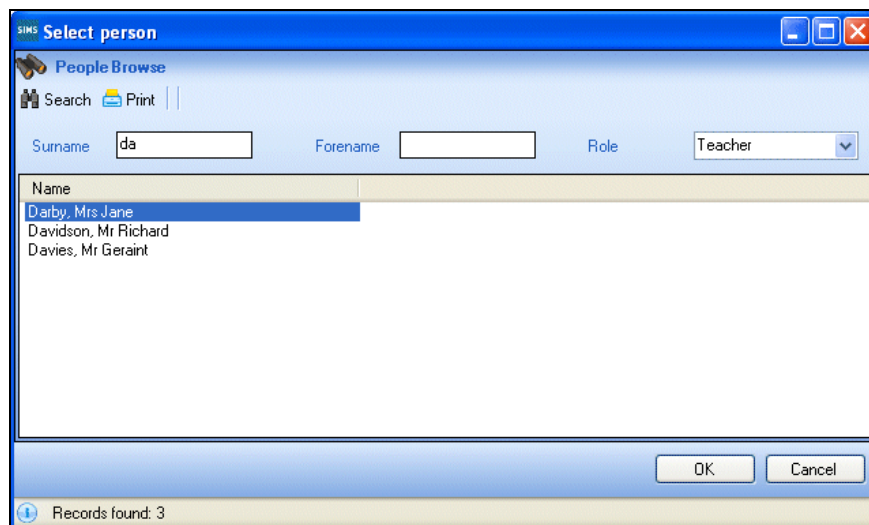 SIMS Select person
People Browse
Search Print
Surname da Forename Role Teacher
Name
Darby, Mrs Jane
Davidson, Mr Richard
Davies, Mr Geraint
OK Cancel
Records found: 3